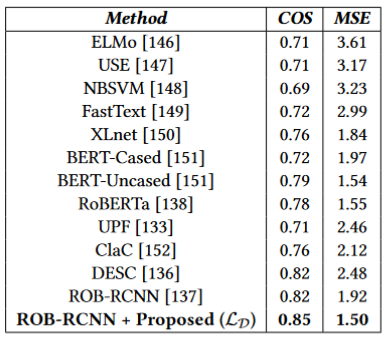 Method COS MSE
ELMo [146] 0.71 3.61
USE [147] 0.71 3.17
NBSVM [148] 0.69 3.23
FastText [149] 0.72 2.99
XLnet [150] 0.76 1.84
BERT-Cased [151] 0.72 1.97
BERT-Uncased [151] 0.79 1.54
RoBERTa [138] 0.78 1.55
UPF [133] 0.71 2.46
ClaC [152] 0.76 2.12
DESC [136] 0.82 2.48
ROB-RCNN [137] 0.82 1.92
ROB-RCNN + Proposed (ℒ𝒟) 0.85 1.50